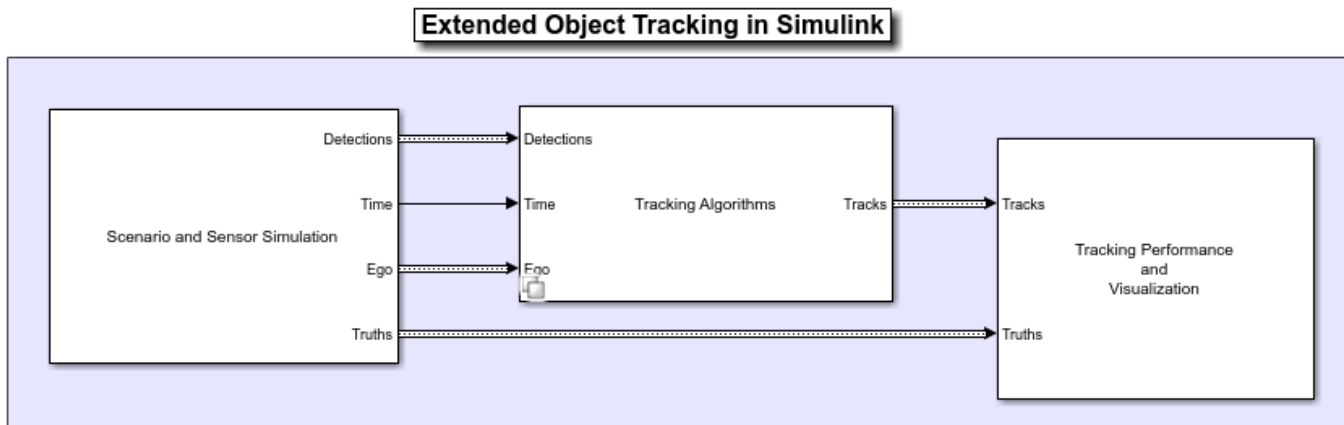 Extended Object Tracking in Simulink
Detections
Time
Scenario and Sensor Simulation
Ego
Truths
Detections
Time
Tracking Algorithms
Tracks
Ego
Tracks
Tracking Performance
and
Visualization
Truths